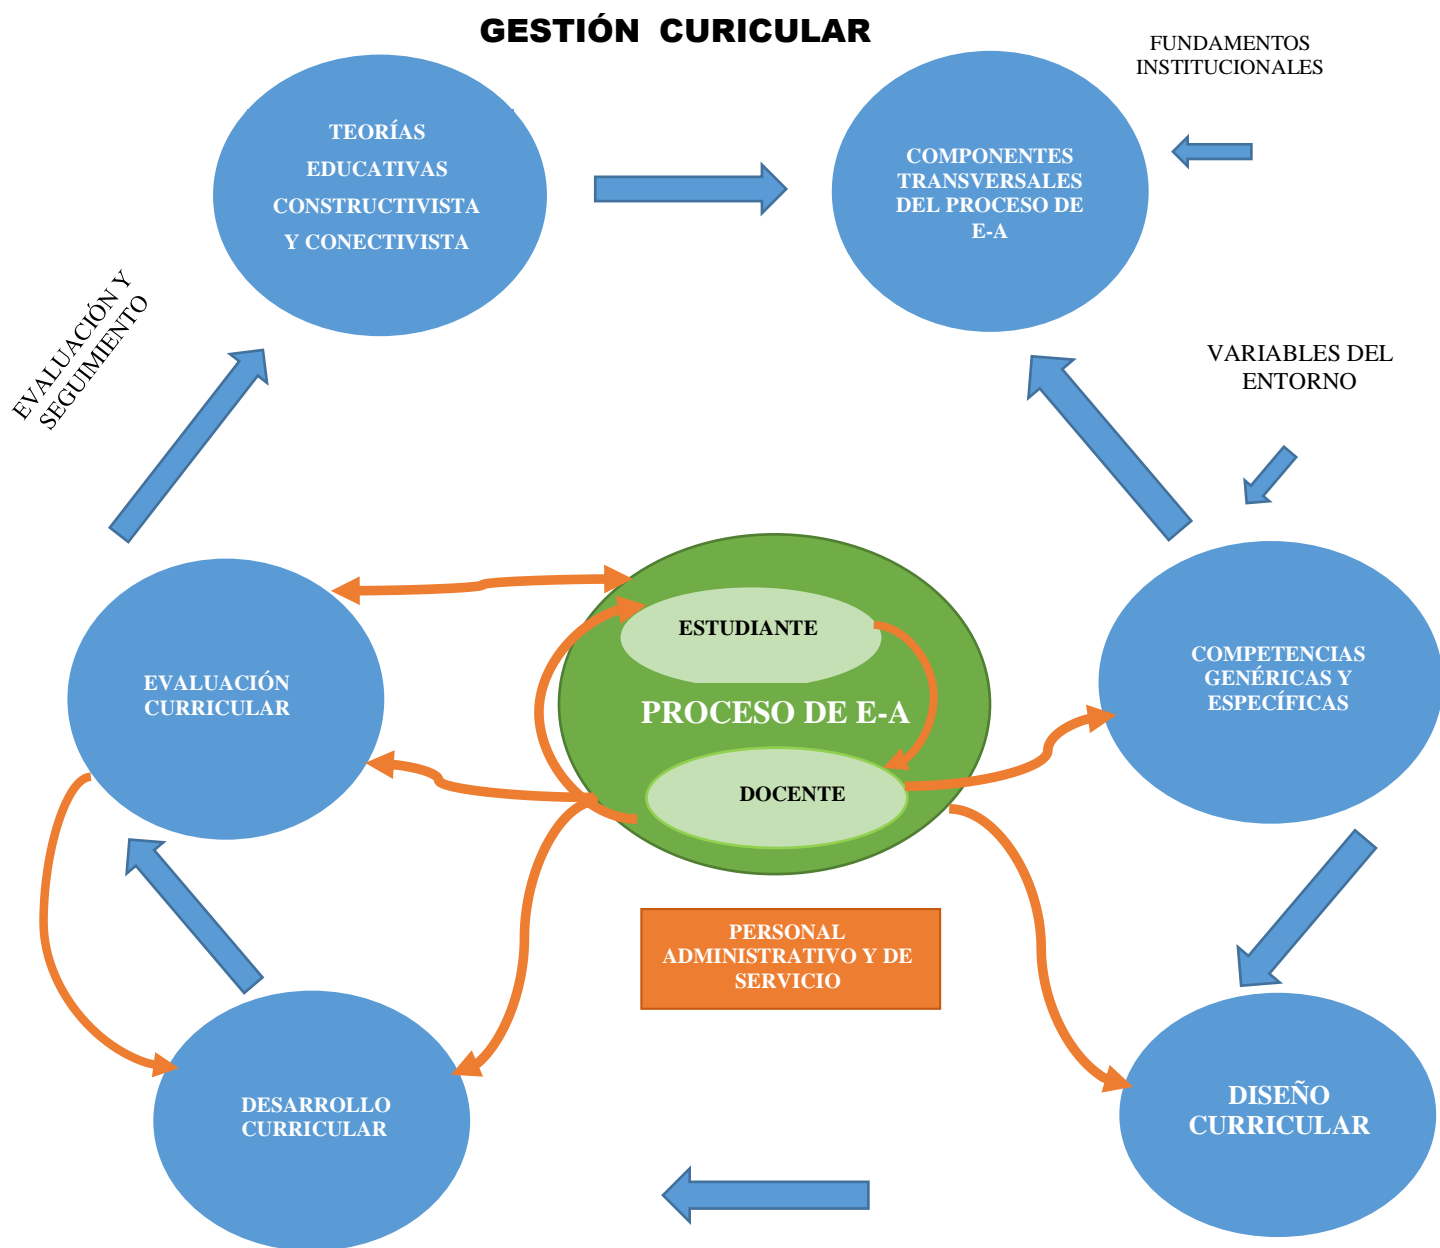 GESTIÓN CURICULAR
FUNDAMENTOS
INSTITUCIONALES
TEORÍAS
EDUCATIVAS
CONSTRUCTIVISTA
Y CONECTIVISTA
COMPONENTES
TRANSVERSALES
DEL PROCESO DE
E-A
EVALUACIÓN Y
SEGUIMIENTO
VARIABLES DEL
ENTORNO
ESTUDIANTE
PROCESO DE E-A
DOCENTE
EVALUACIÓN
CURRICULAR
COMPETENCIAS
GENÉRICAS Y
ESPECÍFICAS
PERSONAL
ADMINISTRATIVO Y DE
SERVICIO
DESARROLLO
CURRICULAR
DISEÑO
CURRICULAR